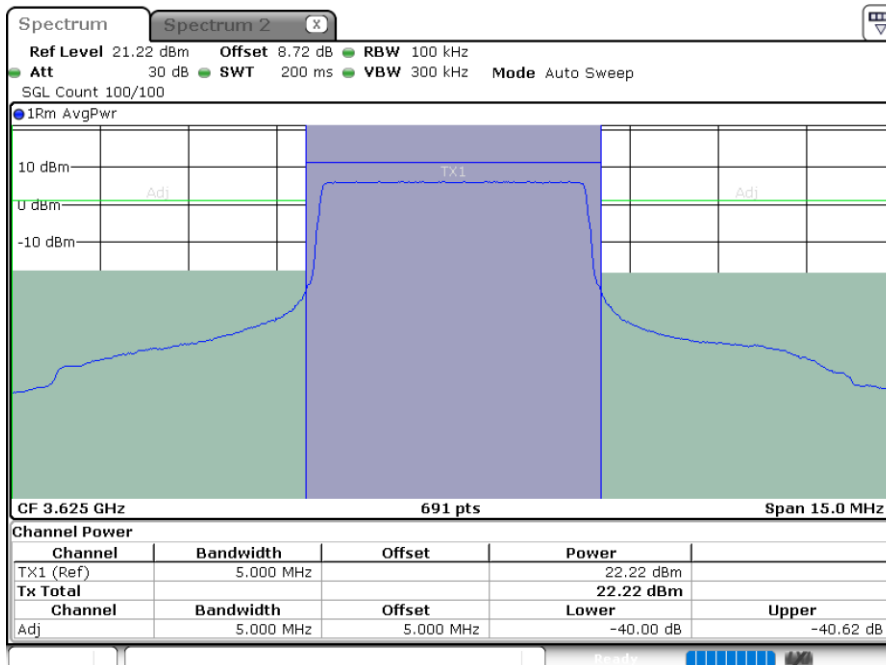 Spectrum Spectrum 2 X
Ref Level 21.22 dBm Offset 8.72 dB RBW 100 kHz
Att 30 dB SWT 200 ms VBW 300 kHz Mode Auto Sweep
SGL Count 100/100
1Rm AvgPwr
10 dBm
TX1
Adj Adj
0 dBm
-10 dBm
CF 3.625 GHz 691 pts Span 15.0 MHz
Channel Power
Channel Bandwidth Offset Power
TX1 (Ref) 5.000 MHz 22.22 dBm
Tx Total 22.22 dBm
Channel Bandwidth Offset Lower Upper
Adj 5.000 MHz 5.000 MHz -40.00 dB -40.62 dB
Ready